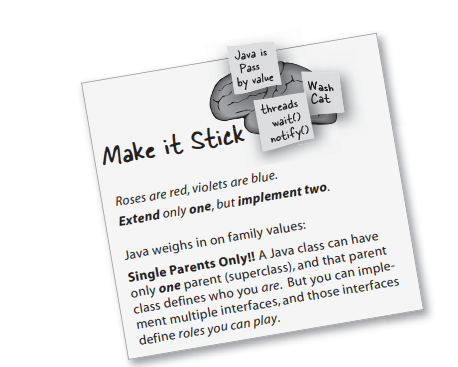 Java is
Pass
by value
Wash
Cat
threads
wait()
notify()
Make it Stick
Roses are red, violets are blue.
Extend only one, but implement two.
Java weighs in on family values:
Single Parents Only!! A Java class can have
only one parent (superclass), and that parent
class defines who you are. But you can imple-
ment multiple interfaces, and those interfaces
define roles you can play.